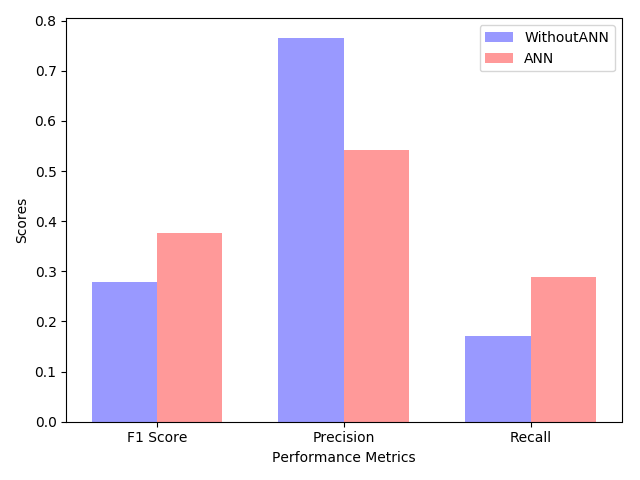 WithoutANN
ANN
0.8
0.7
0.6
0.5
0.4
0.3
0.2
0.1
0.0
Scores
F1 Score
Precision
Recall
Performance Metrics